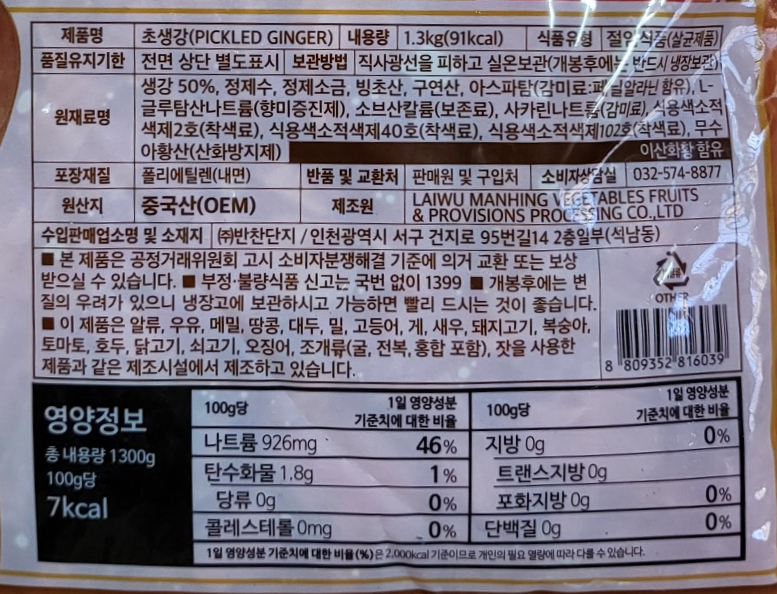 제품명 초생강(PICKLED GINGER) 내용량 1.3kg(91kcal) 식품유형 절임식품(살균제품)
품질유지기한 전면 상단 별도표시 보관방법 직사광선을 피하고 실온보관(개봉후에는 반드시 냉장보관)
원재료명 생강 50%, 정제수, 정제소금, 빙초산, 구연산, 아스파탐(감미료:페닐알라닌 함유), L-
글루탐산나트륨(향미증진제), 소브산칼륨(보존료), 사카린나트륨(감미료), 식용색소적
색제2호(착색료), 식용색소적색제40호(착색료), 식용색소적색제102호(착색료), 무수
아황산(산화방지제) 이산화황 함유
포장재질 폴리에틸렌(내면) 반품 및 교환처 판매원 및 구입처 소비자상담실 032-574-8877
원산지 중국산(OEM) 제조원 LAIWU MANHING VEGETABLES FRUITS
& PROVISIONS PROCESSING CO.,LTD
수입판매업소명 및 소재지 ㈜반찬단지 / 인천광역시 서구 건지로 95번길14 2층일부(석남동)
■ 본 제품은 공정거래위원회 고시 소비자분쟁해결 기준에 의거 교환 또는 보상
받으실 수 있습니다. ■ 부정·불량식품 신고는 국번 없이 1399 ■ 개봉후에는 변
질의 우려가 있으니 냉장고에 보관하시고 가능하면 빨리 드시는 것이 좋습니다.
■ 이 제품은 알류, 우유, 메밀, 땅콩, 대두, 밀, 고등어, 게, 새우, 돼지고기, 복숭아,
토마토, 호두, 닭고기, 쇠고기, 오징어, 조개류(굴, 전복, 홍합 포함), 잣을 사용한
제품과 같은 제조시설에서 제조하고 있습니다.
OTHER
8 809352 816039
영양정보
총 내용량 1300g
100g당
7kcal
100g당 1일 영양성분
기준치에 대한 비율
나트륨 926mg 46%
탄수화물 1.8g 1%
당류 0g 0%
콜레스테롤 0mg 0%
100g당 1일 영양성분
기준치에 대한 비율
지방 0g 0%
트랜스지방 0g
포화지방 0g 0%
단백질 0g 0%
1일 영양성분 기준치에 대한 비율(%)은 2,000kcal 기준이므로 개인의 필요 열량에 따라 다를 수 있습니다.